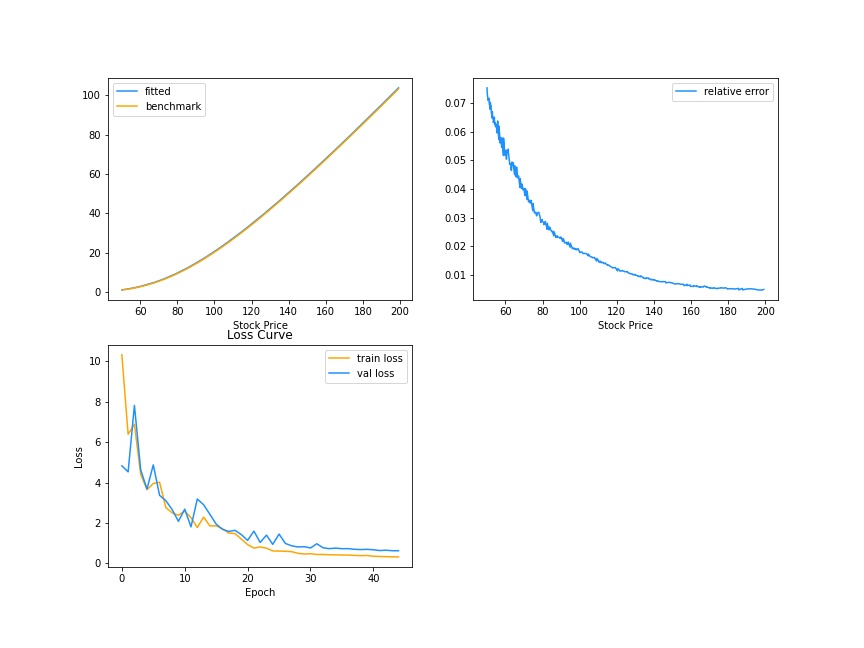 fitted
benchmark
100
80
60
40
20
0
60 80 100 120 140 160 180 200
Stock Price
relative error
0.07
0.06
0.05
0.04
0.03
0.02
0.01
60 80 100 120 140 160 180 200
Stock Price
Loss Curve
train loss
val loss
10
8
6
4
2
0
Loss
0 10 20 30 40
Epoch